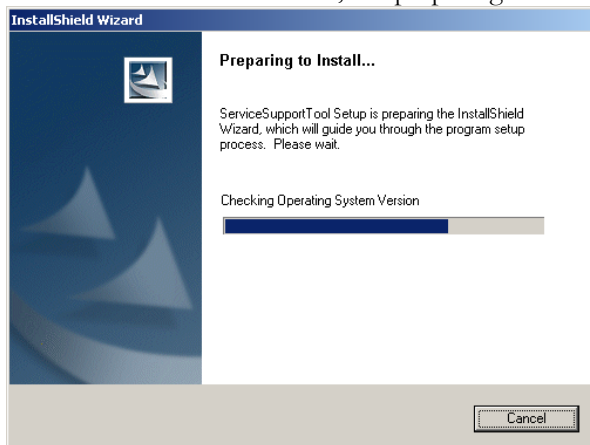 InstallShield Wizard
Preparing to Install...
ServiceSupportTool Setup is preparing the InstallShield
Wizard, which will guide you through the program setup
process.  Please wait.
Checking Operating System Version
Cancel